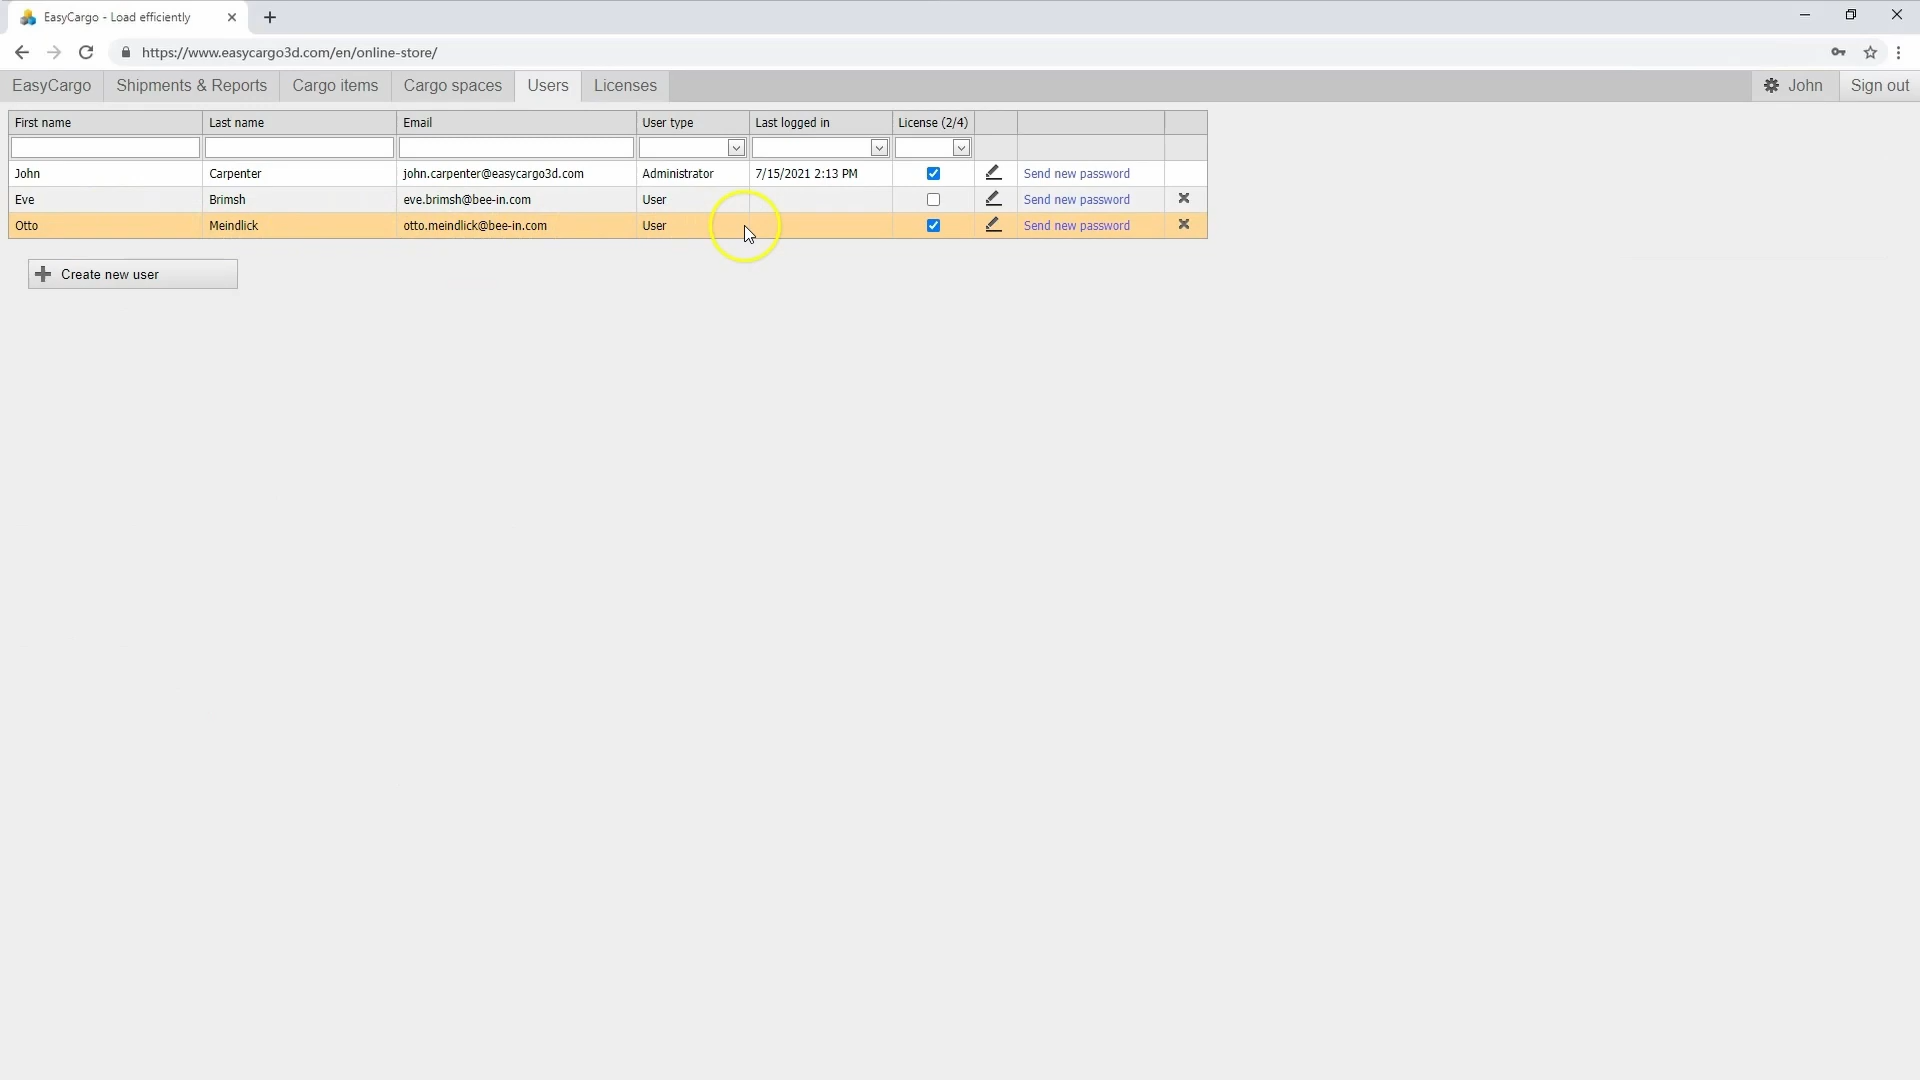 EasyCargo - Load efficiently
https://www.easycargo3d.com/en/online-store/
EasyCargo Shipments & Reports Cargo items Cargo spaces Users Licenses John Sign out
First name Last name Email User type Last logged in License (2/4)
John Carpenter john.carpenter@easycargo3d.com Administrator 7/15/2021 2:13 PM Send new password
Eve Brimsh eve.brimsh@bee-in.com User Send new password
Otto Meindlick otto.meindlick@bee-in.com User Send new password
Create new user